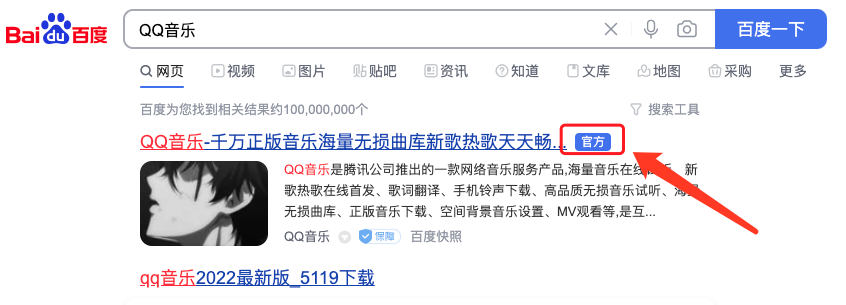 Bai du 百度
QQ音乐
百度一下
网页 视频 图片 贴吧 资讯 知道 文库 地图 采购 更多
百度为您找到相关结果约100,000,000个
搜索工具
QQ音乐-千万正版音乐海量无损曲库新歌热歌天天畅... 官方
QQ音乐是腾讯公司推出的一款网络音乐服务产品,海量音乐在线 、新
歌热歌在线首发、歌词翻译、手机铃声下载、高品质无损音乐试听、海量
无损曲库、正版音乐下载、空间背景音乐设置、MV观看等,是互...
QQ音乐 保障 百度快照
qq音乐2022最新版_5119下载